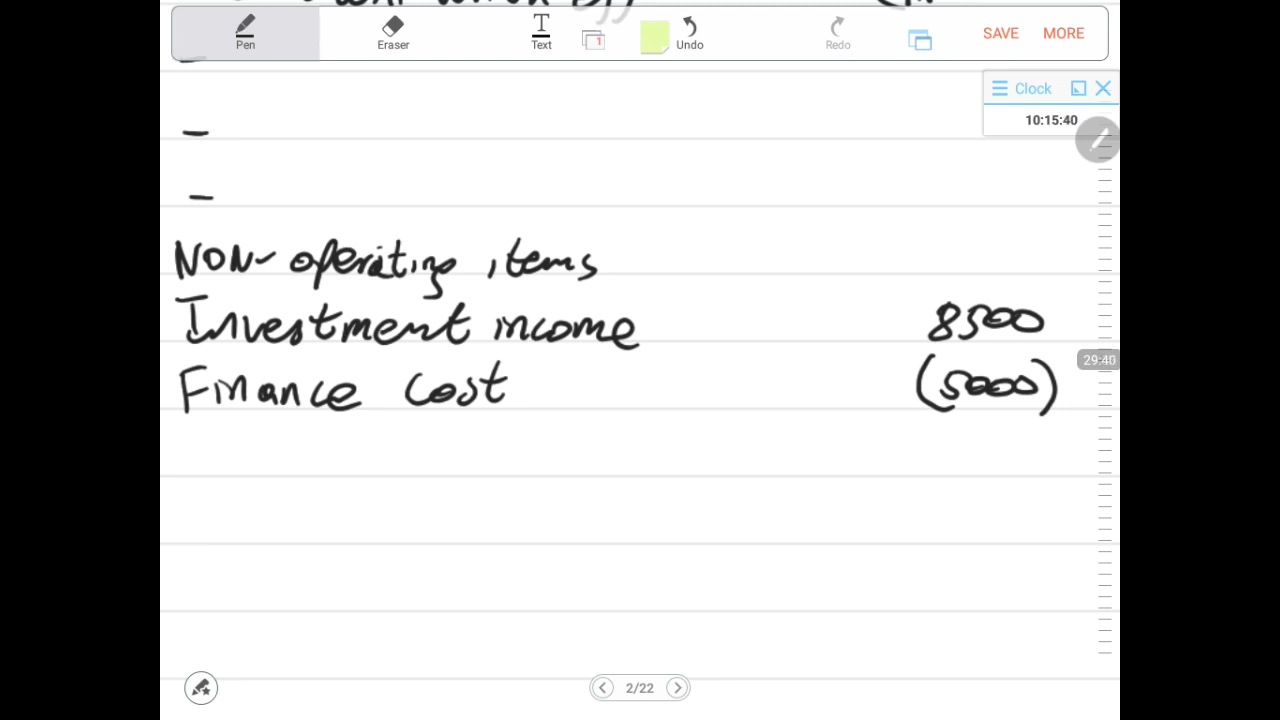 Pen
Eraser
Text
1
Undo
Redo
SAVE
MORE
Clock
10:15:40
NON- operating items
Investment income 8500
29:40
Finance cost (5000)
2/22